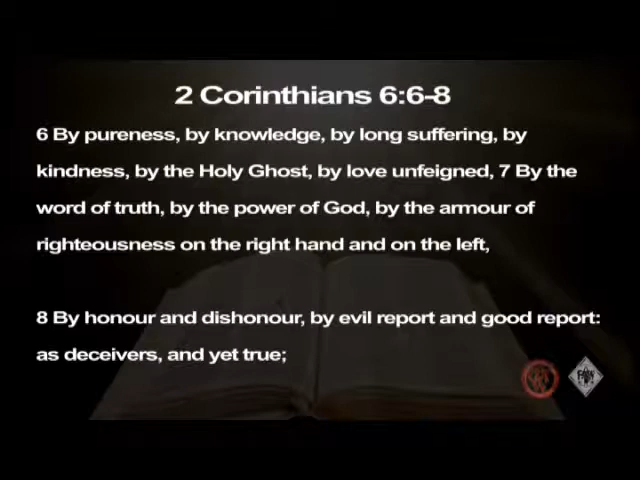 2 Corinthians 6:6-8
6 By pureness, by knowledge, by long suffering, by
kindness, by the Holy Ghost, by love unfeigned, 7 By the
word of truth, by the power of God, by the armour of
righteousness on the right hand and on the left,
8 By honour and dishonour, by evil report and good report:
as deceivers, and yet true;